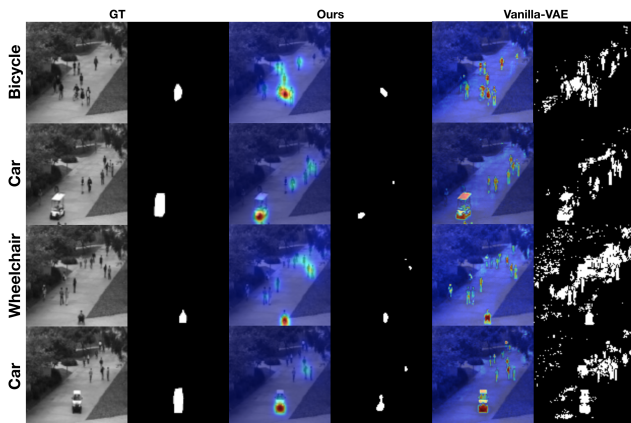 GT Ours Vanilla-VAE
Bicycle
Car
Wheelchair
Car